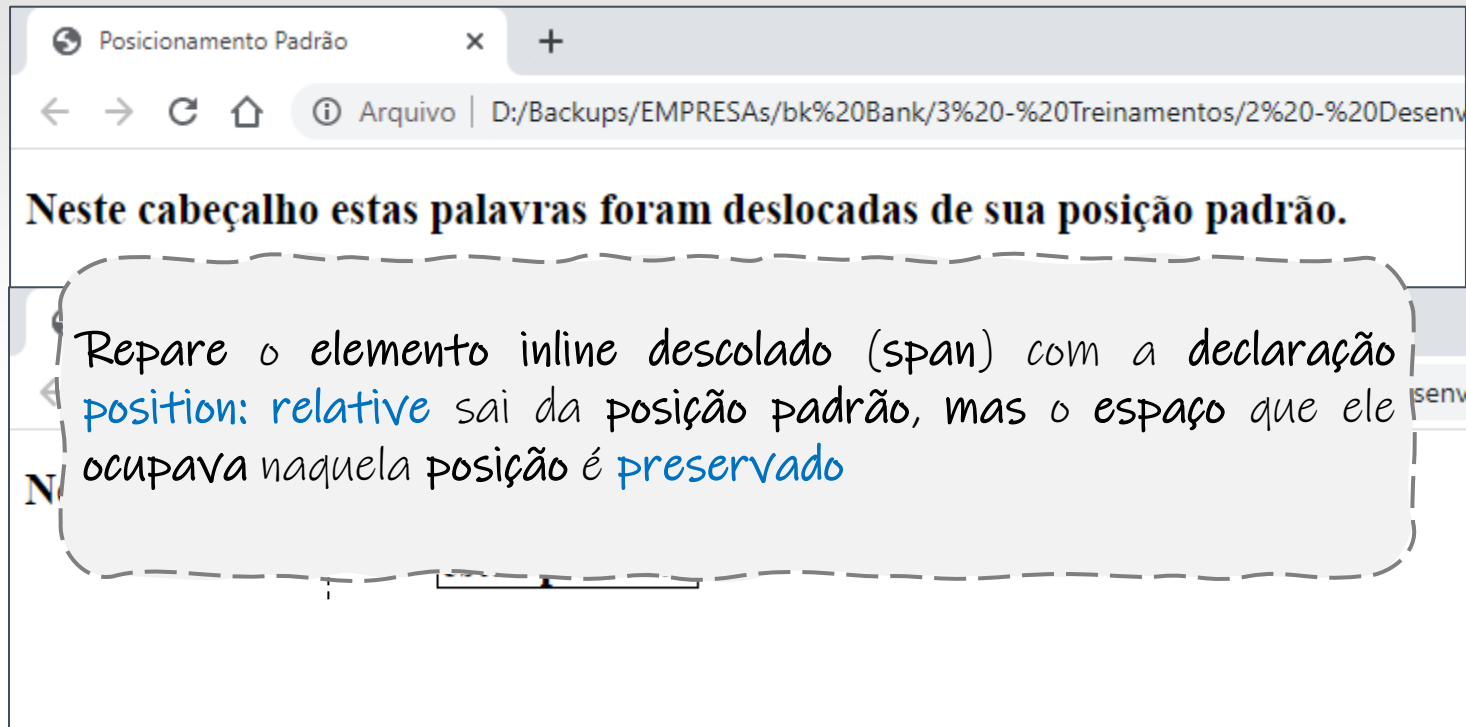 Posicionamento Padrão
Arquivo | D:/Backups/EMPRESAs/bk%20Bank/3%20-%20Treinamentos/2%20-%20Desenv
Neste cabeçalho estas palavras foram deslocadas de sua posição padrão.
Repare o elemento inline descolado (span) com a declaração
position: relative sai da posição padrão, mas o espaço que ele
ocupava naquela posição é preservado
senv